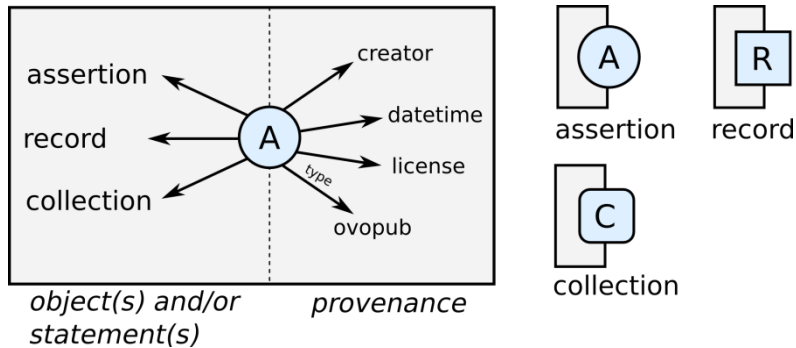 assertion
record
collection
A
creator
datetime
license
type
ovopub
object(s) and/or
statement(s)
provenance
A
assertion
R
record
C
collection